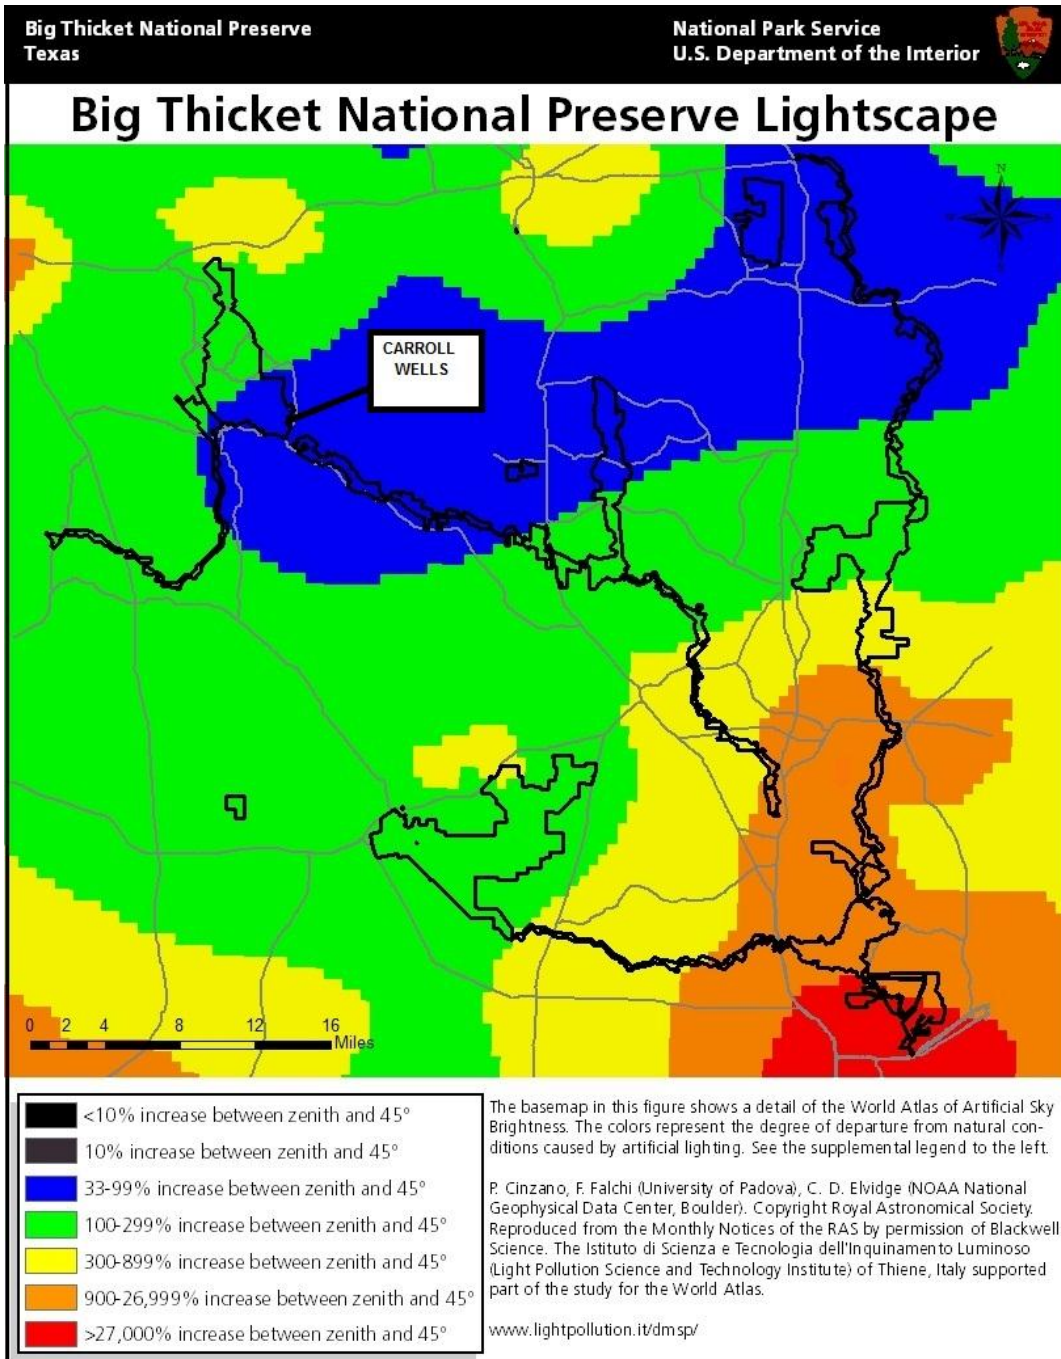 Big Thicket National Preserve
Texas
National Park Service
U.S. Department of the Interior
Big Thicket National Preserve Lightscape
N
CARROLL
WELLS
0 2 4 8 12 16
Miles
<10% increase between zenith and 45°
10% increase between zenith and 45°
33-99% increase between zenith and 45°
100-299% increase between zenith and 45°
300-899% increase between zenith and 45°
900-26,999% increase between zenith and 45°
>27,000% increase between zenith and 45°
The basemap in this figure shows a detail of the World Atlas of Artificial Sky
Brightness. The colors represent the degree of departure from natural con-
ditions caused by artificial lighting. See the supplemental legend to the left.
P. Cinzano, F. Falchi (University of Padova), C. D. Elvidge (NOAA National
Geophysical Data Center, Boulder). Copyright Royal Astronomical Society.
Reproduced from the Monthly Notices of the RAS by permission of Blackwell
Science. The Istituto di Scienza e Tecnologia dell'Inquinamento Luminoso
(Light Pollution Science and Technology Institute) of Thiene, Italy supported
part of the study for the World Atlas.
www.lightpollution.it/dmsp/